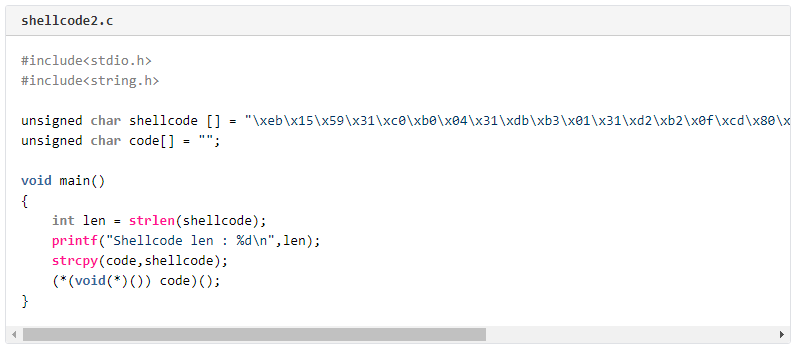 shellcode2.c
#include<stdio.h>
#include<string.h>
unsigned char shellcode [] = "\xeb\x15\x59\x31\xc0\xb0\x04\x31\xdb\xb3\x01\x31\xd2\xb2\x0f\xcd\x80\x
unsigned char code[] = "";
void main()
{
int len = strlen(shellcode);
printf("Shellcode len : %d\n",len);
strcpy(code,shellcode);
(*(void(*)()) code)();
}